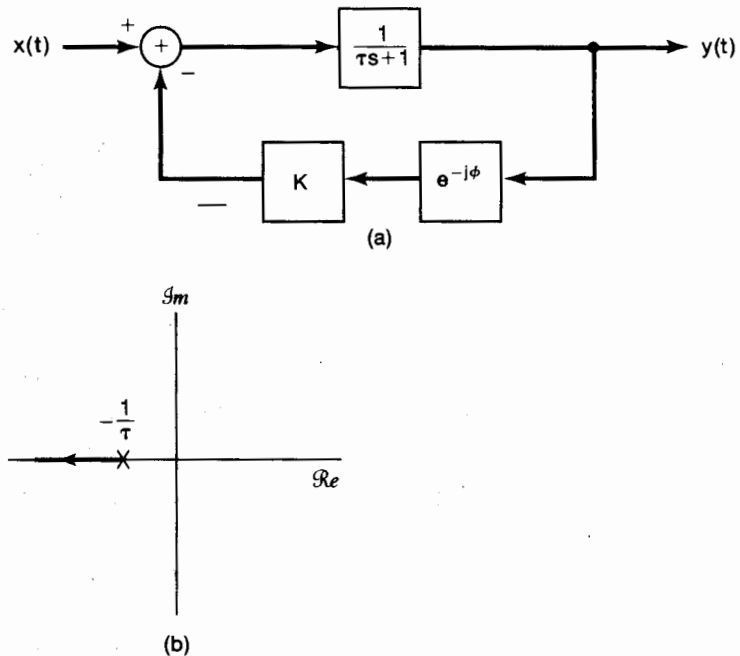 x(t)
+
+
−
1
τs+1
y(t)
K
e^{-jϕ}
—
(a)
ℐm
−1/τ
ℛe
(b)